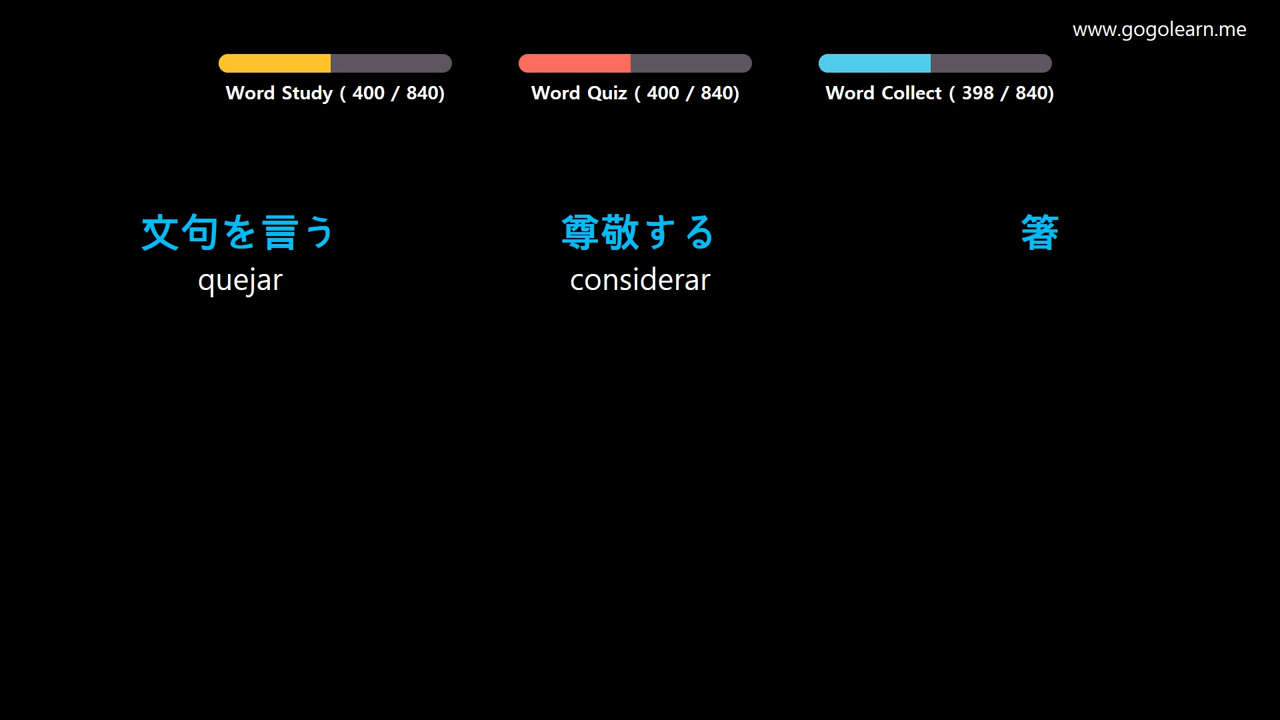 www.gogolearn.me
Word Study ( 400 / 840)
Word Quiz ( 400 / 840)
Word Collect ( 398 / 840)
文句を言う
quejar
尊敬する
considerar
箸